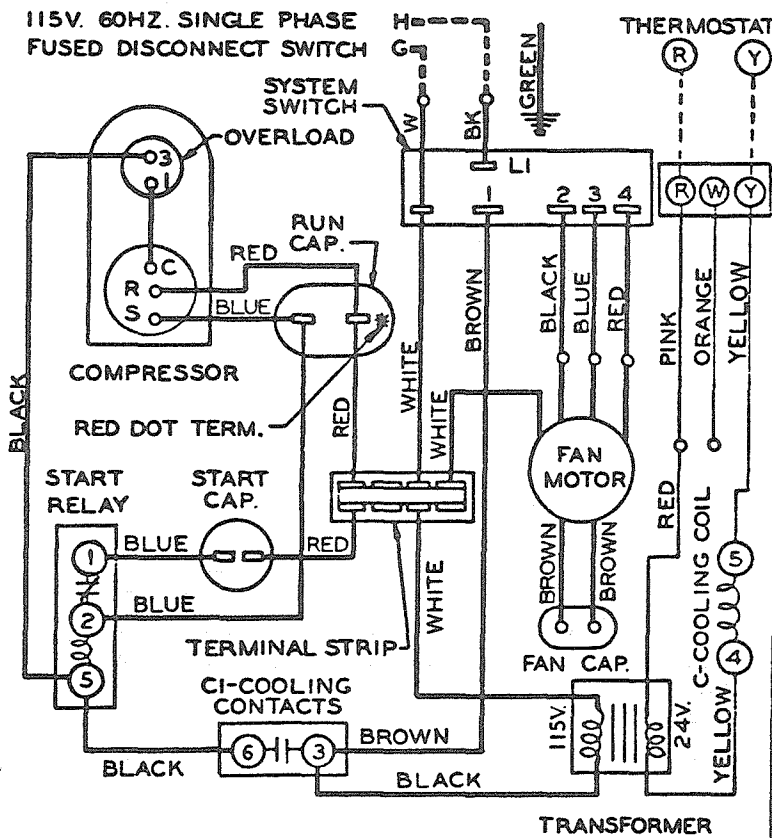 115V. 60HZ. SINGLE PHASE
FUSED DISCONNECT SWITCH
H
G
THERMOSTAT
R
Y
SYSTEM
SWITCH
W
BK
GREEN
OVERLOAD
3
1
L1
1
2
3
4
R
W
Y
RUN
CAP.
C
R
S
RED
BLUE
COMPRESSOR
BLACK
RED DOT TERM.
RED
WHITE
WHITE
BROWN
BLACK
BLUE
RED
PINK
ORANGE
YELLOW
FAN
MOTOR
START
RELAY
START
CAP.
1
BLUE
RED
2
BLUE
5
TERMINAL STRIP
WHITE
BROWN
BROWN
FAN CAP.
RED
C-COOLING COIL
5
4
YELLOW
C1-COOLING
CONTACTS
6
3
BROWN
BLACK
BLACK
115V.
24V.
TRANSFORMER